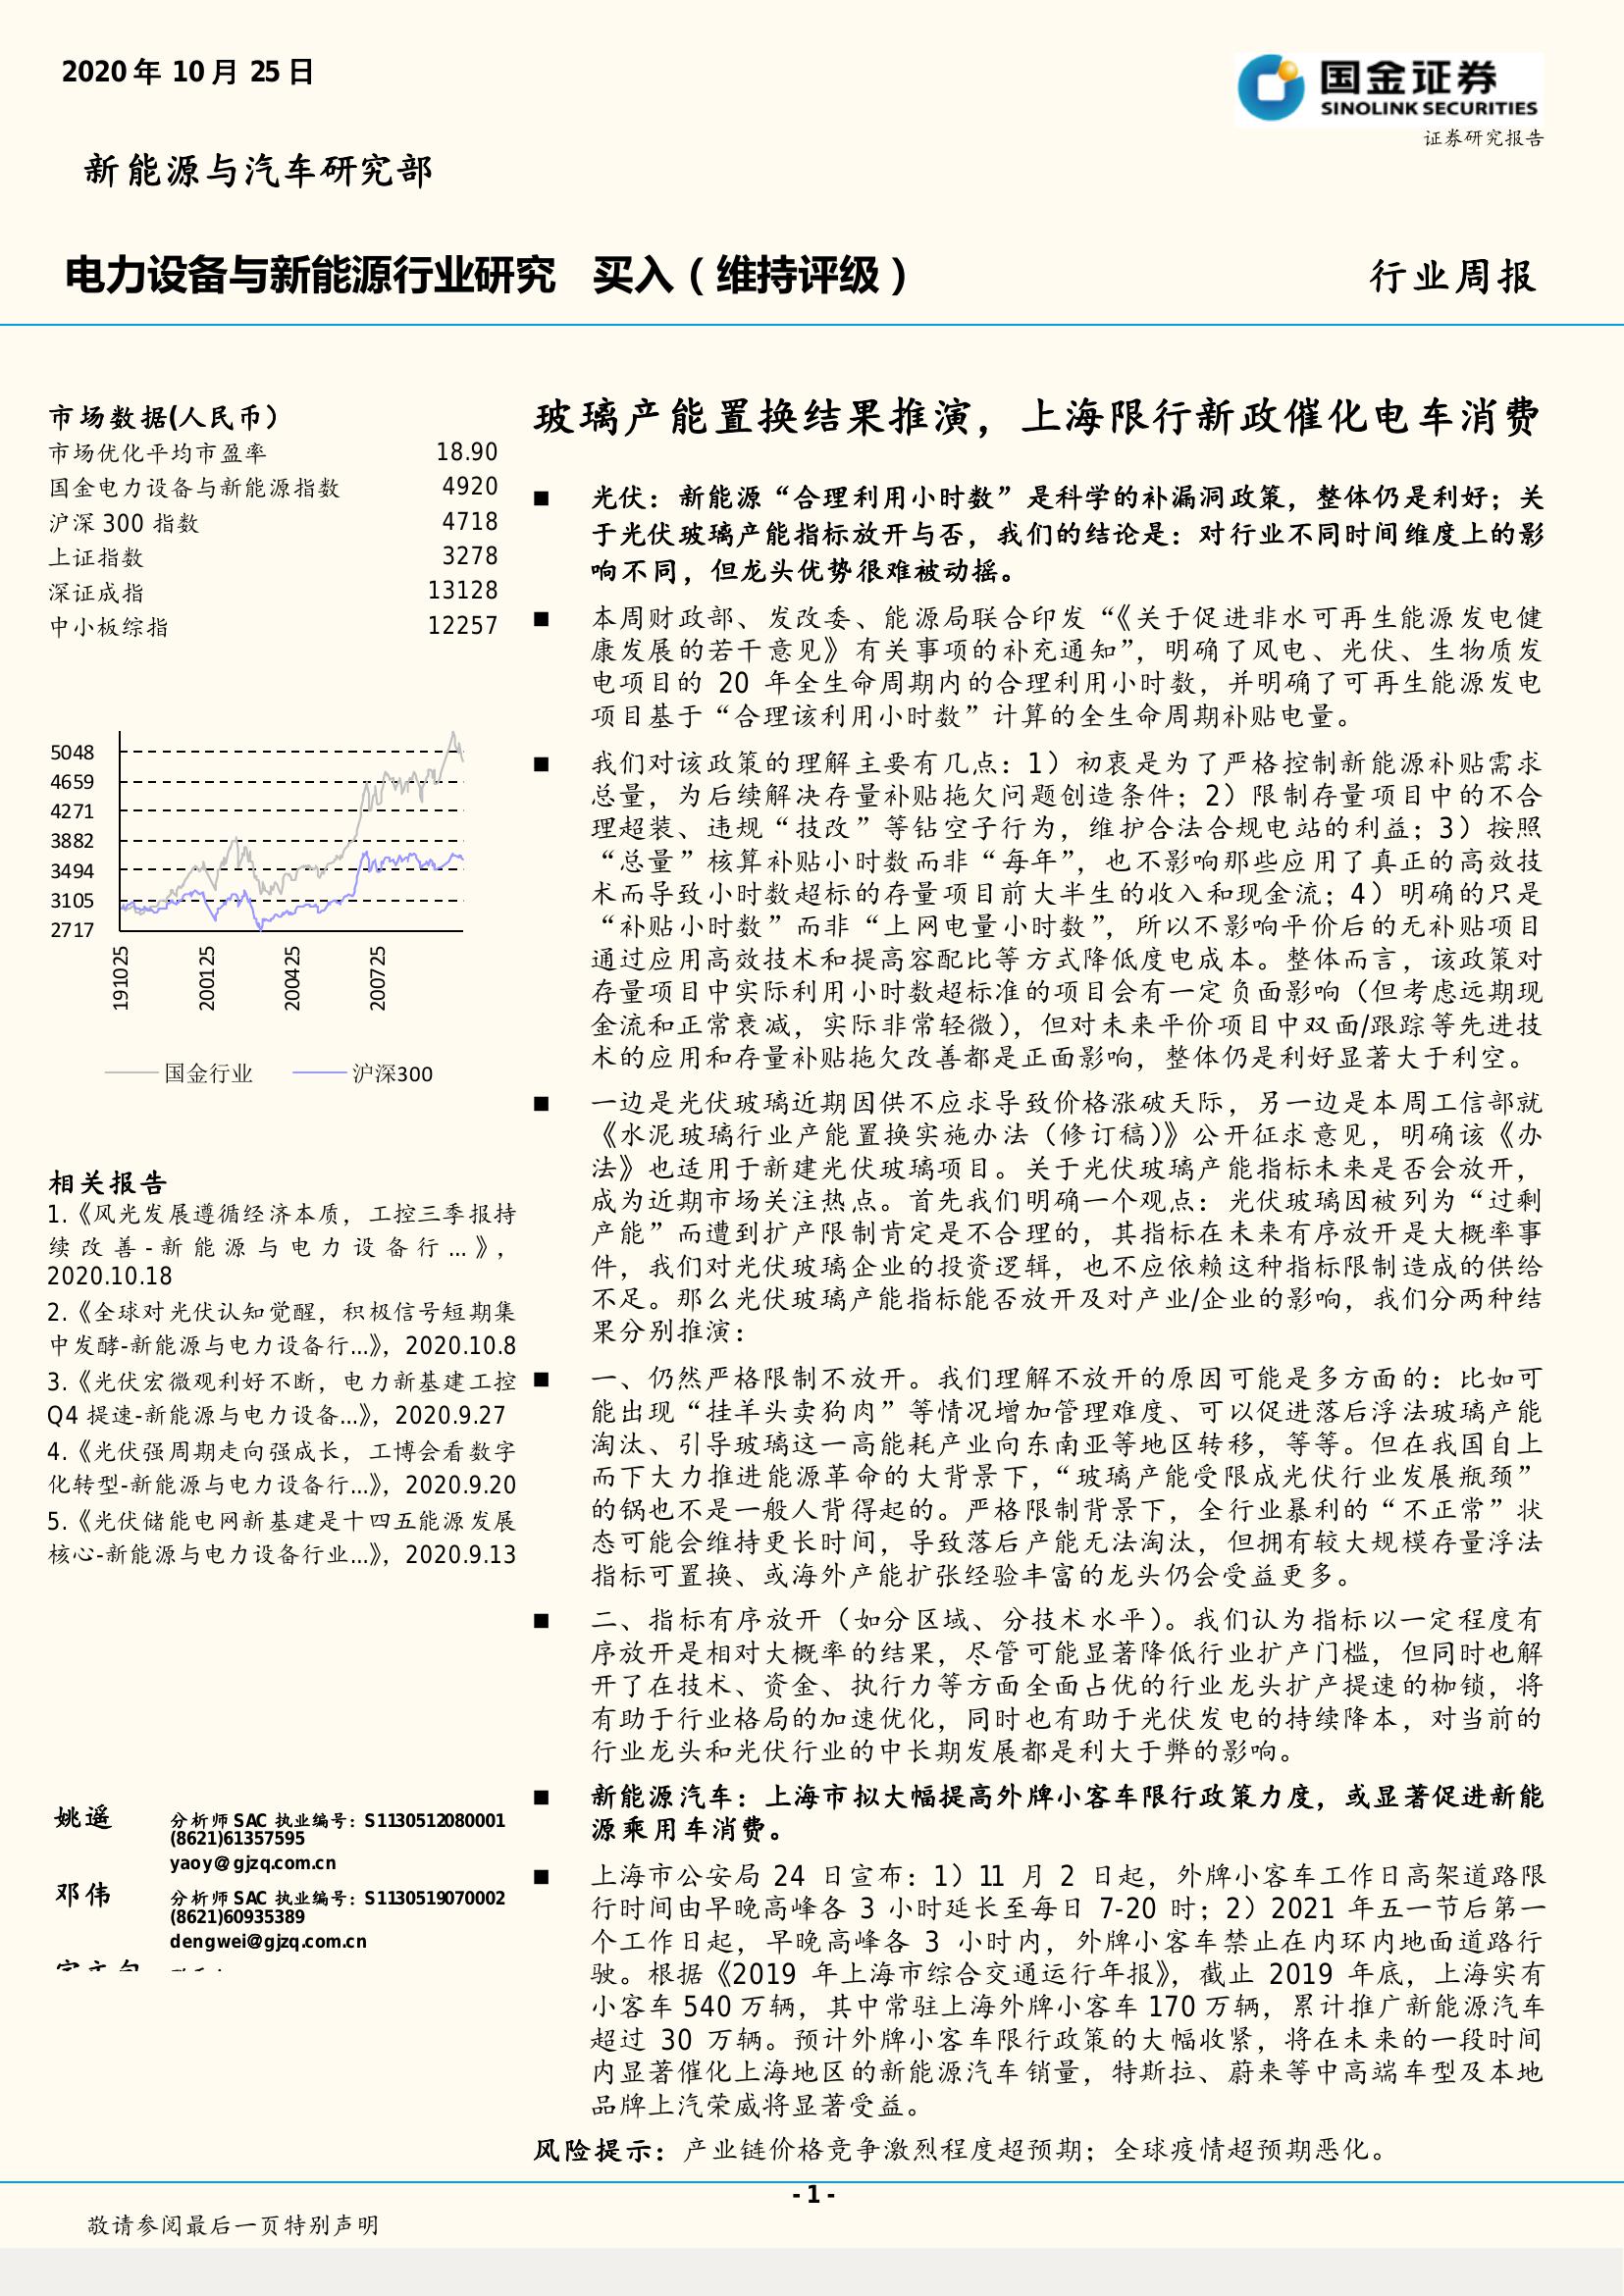 2020 年 10 月 25 日
国金证券
SINOLINK SECURITIES
证券研究报告
新能源与汽车研究部
电力设备与新能源行业研究 买入（维持评级）
行业周报
市场数据(人民币）
市场优化平均市盈率 18.90
国金电力设备与新能源指数 4920
沪深 300 指数 4718
上证指数 3278
深证成指 13128
中小板综指 12257
5048
4659
4271
3882
3494
3105
2717
191025
200125
200425
200725
国金行业 沪深300
相关报告
1.《风光发展遵循经济本质，工控三季报持
续改善-新能源与电力设备行...》，
2020.10.18
2.《全球对光伏认知觉醒，积极信号短期集
中发酵-新能源与电力设备行...》，2020.10.8
3.《光伏宏微观利好不断，电力新基建工控
Q4 提速-新能源与电力设备...》，2020.9.27
4.《光伏强周期走向强成长，工博会看数字
化转型-新能源与电力设备行...》，2020.9.20
5.《光伏储能电网新基建是十四五能源发展
核心-新能源与电力设备行业...》，2020.9.13
姚遥 分析师 SAC 执业编号：S1130512080001
(8621)61357595
yaoy@gjzq.com.cn
邓伟 分析师 SAC 执业编号：S1130519070002
(8621)60935389
dengwei@gjzq.com.cn
玻璃产能置换结果推演，上海限行新政催化电车消费
■ 光伏：新能源“合理利用小时数”是科学的补漏洞政策，整体仍是利好；关
于光伏玻璃产能指标放开与否，我们的结论是：对行业不同时间维度上的影
响不同，但龙头优势很难被动摇。
■ 本周财政部、发改委、能源局联合印发“《关于促进非水可再生能源发电健
康发展的若干意见》有关事项的补充通知”，明确了风电、光伏、生物质发
电项目的 20 年全生命周期内的合理利用小时数，并明确了可再生能源发电
项目基于“合理该利用小时数”计算的全生命周期补贴电量。
■ 我们对该政策的理解主要有几点：1）初衷是为了严格控制新能源补贴需求
总量，为后续解决存量补贴拖欠问题创造条件；2）限制存量项目中的不合
理超装、违规“技改”等钻空子行为，维护合法合规电站的利益；3）按照
“总量”核算补贴小时数而非“每年”，也不影响那些应用了真正的高效技
术而导致小时数超标的存量项目前大半生的收入和现金流；4）明确的只是
“补贴小时数”而非“上网电量小时数”，所以不影响平价后的无补贴项目
通过应用高效技术和提高容配比等方式降低度电成本。整体而言，该政策对
存量项目中实际利用小时数超标准的项目会有一定负面影响（但考虑远期现
金流和正常衰减，实际非常轻微），但对未来平价项目中双面/跟踪等先进技
术的应用和存量补贴拖欠改善都是正面影响，整体仍是利好显著大于利空。
■ 一边是光伏玻璃近期因供不应求导致价格涨破天际，另一边是本周工信部就
《水泥玻璃行业产能置换实施办法（修订稿）》公开征求意见，明确该《办
法》也适用于新建光伏玻璃项目。关于光伏玻璃产能指标未来是否会放开，
成为近期市场关注热点。首先我们明确一个观点：光伏玻璃因被列为“过剩
产能”而遭到扩产限制肯定是不合理的，其指标在未来有序放开是大概率事
件，我们对光伏玻璃企业的投资逻辑，也不应依赖这种指标限制造成的供给
不足。那么光伏玻璃产能指标能否放开及对产业/企业的影响，我们分两种结
果分别推演：
■ 一、仍然严格限制不放开。我们理解不放开的原因可能是多方面的：比如可
能出现“挂羊头卖狗肉”等情况增加管理难度、可以促进落后浮法玻璃产能
淘汰、引导玻璃这一高能耗产业向东南亚等地区转移，等等。但在我国自上
而下大力推进能源革命的大背景下，“玻璃产能受限成光伏行业发展瓶颈”
的锅也不是一般人背得起的。严格限制背景下，全行业暴利的“不正常”状
态可能会维持更长时间，导致落后产能无法淘汰，但拥有较大规模存量浮法
指标可置换、或海外产能扩张经验丰富的龙头仍会受益更多。
■ 二、指标有序放开（如分区域、分技术水平）。我们认为指标以一定程度有
序放开是相对大概率的结果，尽管可能显著降低行业扩产门槛，但同时也解
开了在技术、资金、执行力等方面全面占优的行业龙头扩产提速的枷锁，将
有助于行业格局的加速优化，同时也有助于光伏发电的持续降本，对当前的
行业龙头和光伏行业的中长期发展都是利大于弊的影响。
■ 新能源汽车：上海市拟大幅提高外牌小客车限行政策力度，或显著促进新能
源乘用车消费。
■ 上海市公安局 24 日宣布：1）11 月 2 日起，外牌小客车工作日高架道路限
行时间由早晚高峰各 3 小时延长至每日 7-20 时；2）2021 年五一节后第一
个工作日起，早晚高峰各 3 小时内，外牌小客车禁止在内环内地面道路行
驶。根据《2019 年上海市综合交通运行年报》，截止 2019 年底，上海实有
小客车 540 万辆，其中常驻上海外牌小客车 170 万辆，累计推广新能源汽车
超过 30 万辆。预计外牌小客车限行政策的大幅收紧，将在未来的一段时间
内显著催化上海地区的新能源汽车销量，特斯拉、蔚来等中高端车型及本地
品牌上汽荣威将显著受益。
风险提示：产业链价格竞争激烈程度超预期；全球疫情超预期恶化。
- 1 -
敬请参阅最后一页特别声明